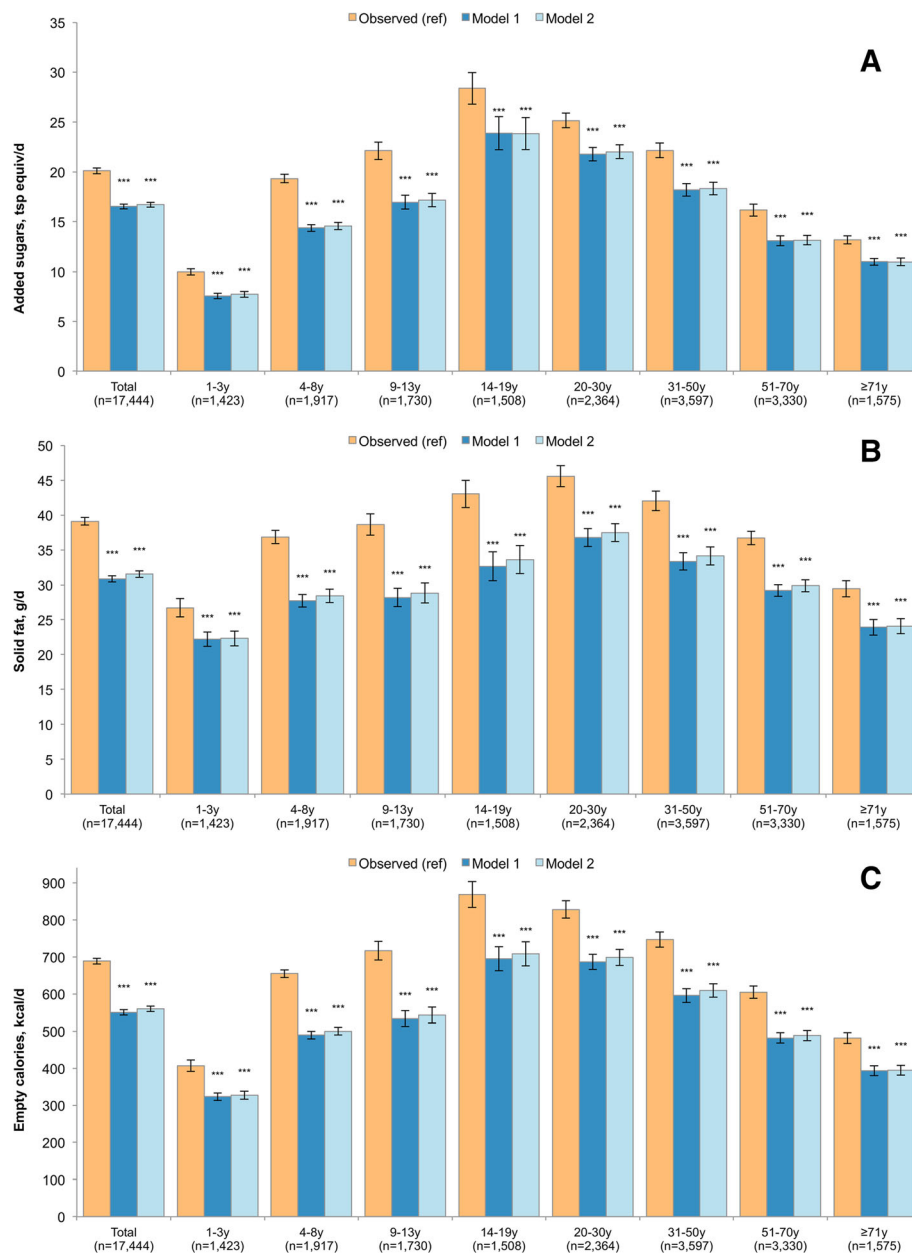 Observed (ref) Model 1 Model 2
A
Added sugars, tsp equiv/d
35
30
25
20
15
10
5
0
*** *** *** *** *** *** *** *** *** *** *** *** *** *** *** *** *** ***
Total 1-3y 4-8y 9-13y 14-19y 20-30y 31-50y 51-70y ≥71y
(n=17,444) (n=1,423) (n=1,917) (n=1,730) (n=1,508) (n=2,364) (n=3,597) (n=3,330) (n=1,575)
Observed (ref) Model 1 Model 2
B
Solid fat, g/d
50
45
40
35
30
25
20
15
10
5
0
*** *** *** *** *** *** *** *** *** *** *** *** *** *** *** *** *** ***
Total 1-3y 4-8y 9-13y 14-19y 20-30y 31-50y 51-70y ≥71y
(n=17,444) (n=1,423) (n=1,917) (n=1,730) (n=1,508) (n=2,364) (n=3,597) (n=3,330) (n=1,575)
Observed (ref) Model 1 Model 2
C
Empty calories, kcal/d
900
800
700
600
500
400
300
200
100
0
*** *** *** *** *** *** *** *** *** *** *** *** *** *** *** *** *** ***
Total 1-3y 4-8y 9-13y 14-19y 20-30y 31-50y 51-70y ≥71y
(n=17,444) (n=1,423) (n=1,917) (n=1,730) (n=1,508) (n=2,364) (n=3,597) (n=3,330) (n=1,575)